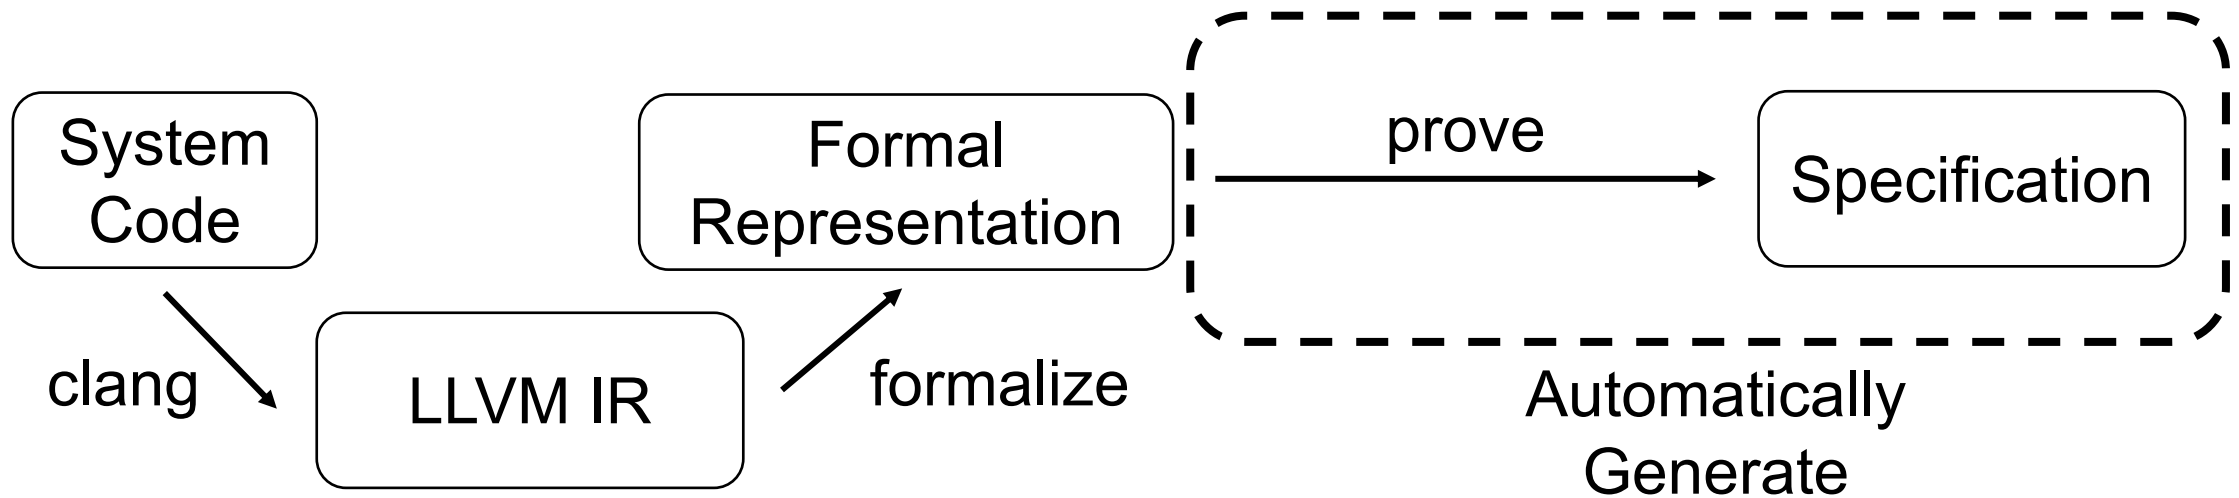 System
Code
clang
LLVM IR
formalize
Formal
Representation
prove
Specification
Automatically
Generate